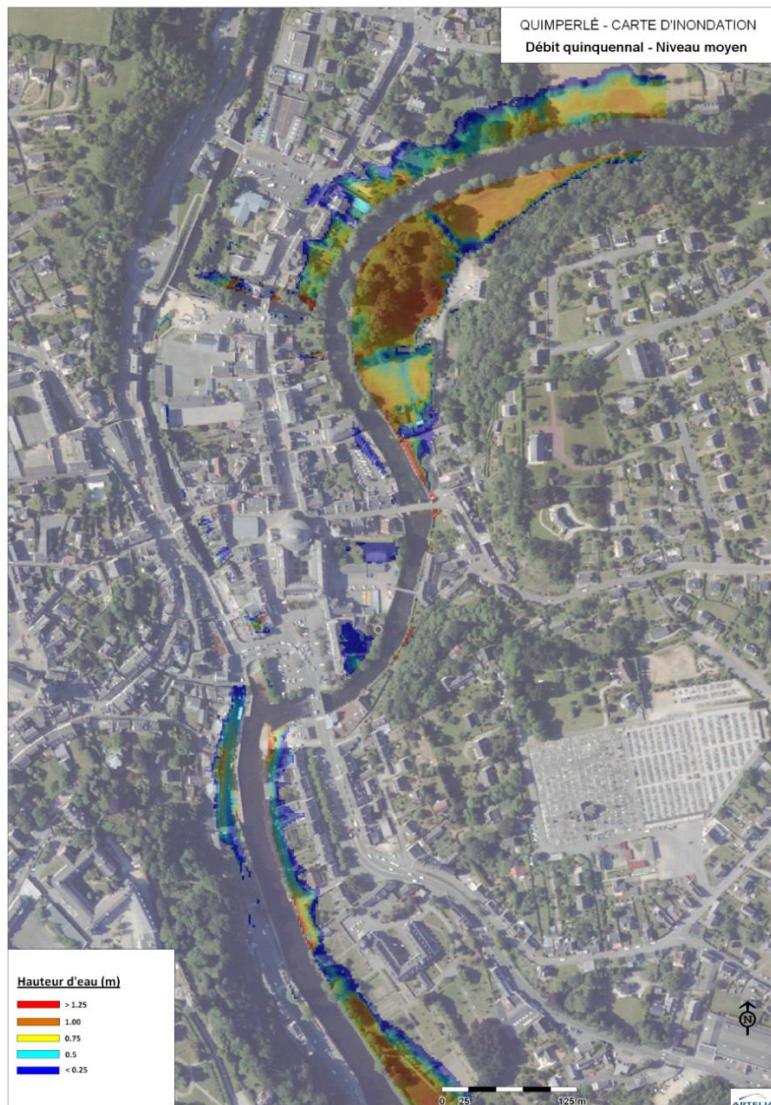 QUIMPERLÉ - CARTE D'INONDATION
Débit quinquennal - Niveau moyen
Hauteur d'eau (m)
> 1.25
1.00
0.75
0.5
< 0.25
N
0 25 125 m
ARTELIA